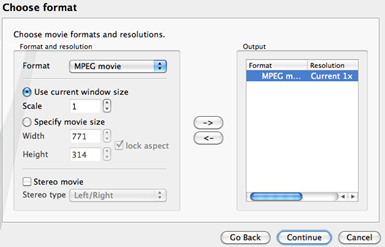 Choose format
Choose movie formats and resolutions.
Format and resolution
Format MPEG movie
Use current window size
Scale 1
Specify movie size
Width 771
Height 314
lock aspect
Stereo movie
Stereo type Left/Right
->
<-
Output
Format Resolution
MPEG m... Current 1x
Go Back Continue Cancel